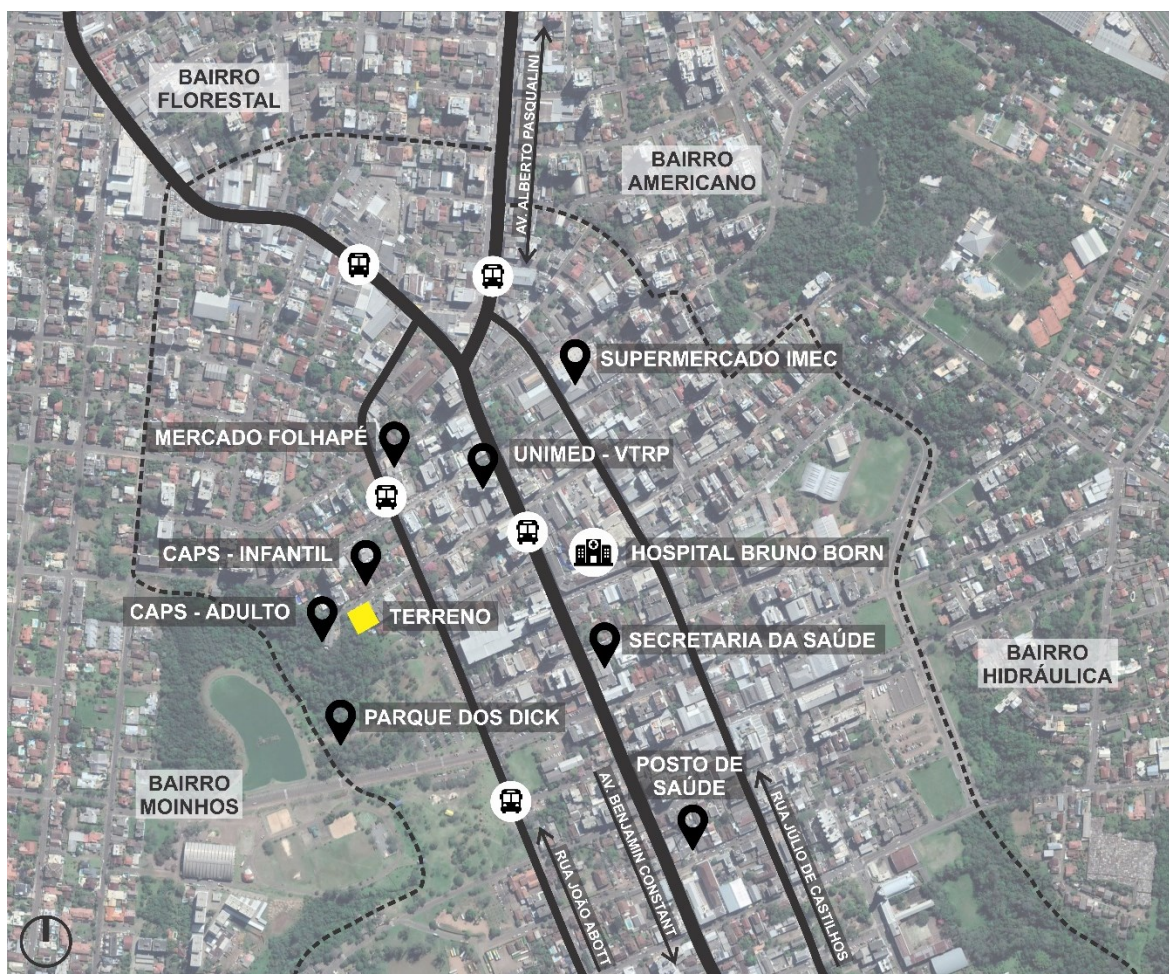 BAIRRO
FLORESTAL
AV. ALBERTO PASQUALINI
BAIRRO
AMERICANO
SUPERMERCADO IMEC
MERCADO FOLHAPÉ
UNIMED - VTRP
CAPS - INFANTIL
HOSPITAL BRUNO BORN
CAPS - ADULTO
TERRENO
SECRETARIA DA SAÚDE
BAIRRO
HIDRÁULICA
PARQUE DOS DICK
BAIRRO
MOINHOS
POSTO DE
SAÚDE
RUA JOÃO ABOTT
AV. BENJAMIN CONSTANT
RUA JÚLIO DE CASTILHOS